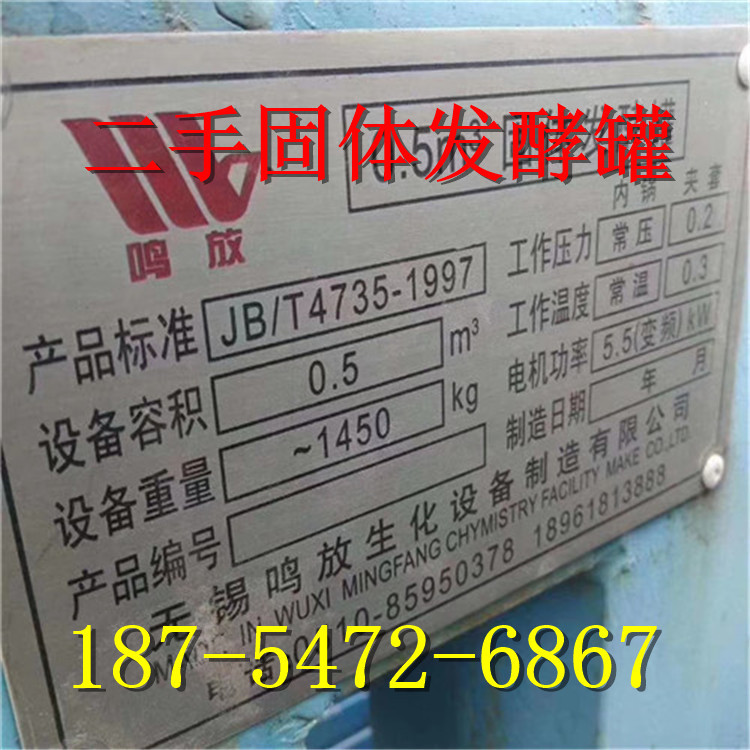 二手固体发酵罐
鸣放
内锅 夹套
工作压力 常压 0.2
工作温度 常温 0.3
电机功率 5.5(变频) kW
制造日期 年 月
产品标准 JB/T4735-1997
设备容积 0.5 m³
设备重量 ~1450 kg
产品编号
无锡鸣放生化设备制造有限公司
IN WUXI MINGFANG CHYMISTRY FACILITY MAKE CO.,LTD.
10-85950378 18961813888
187-5472-6867